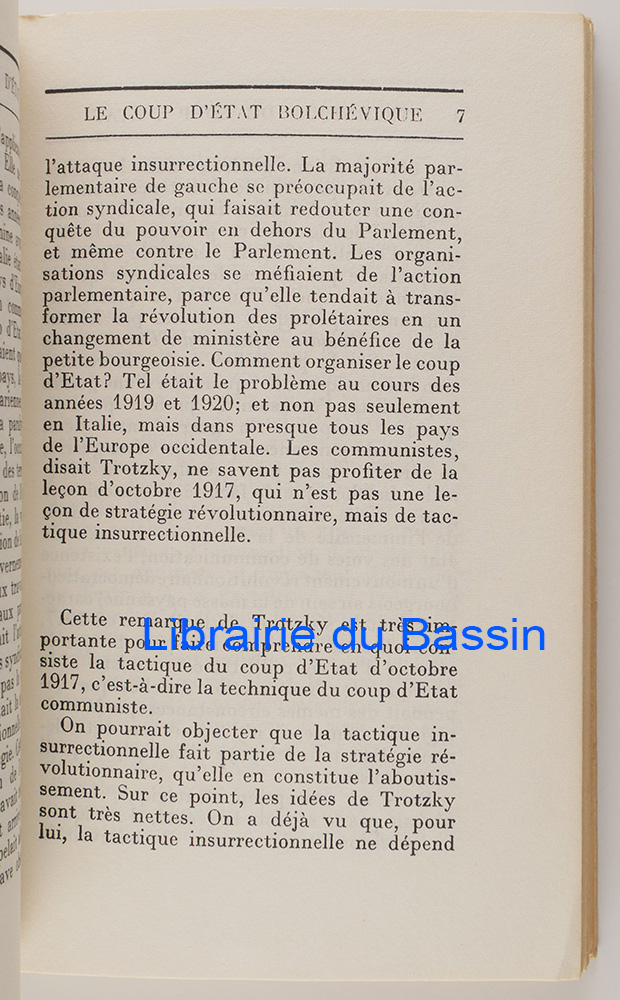 LE COUP D'ÉTAT BOLCHÉVIQUE 7
l'attaque insurrectionnelle. La majorité par-
lementaire de gauche se préoccupait de l'ac-
tion syndicale, qui faisait redouter une con-
quête du pouvoir en dehors du Parlement,
et même contre le Parlement. Les organi-
sations syndicales se méfiaient de l'action
parlementaire, parce qu'elle tendait à trans-
former la révolution des prolétaires en un
changement de ministère au bénéfice de la
petite bourgeoisie. Comment organiser le coup
d'Etat? Tel était le problème au cours des
années 1919 et 1920; et non pas seulement
en Italie, mais dans presque tous les pays
de l'Europe occidentale. Les communistes,
disait Trotzky, ne savent pas profiter de la
leçon d'octobre 1917, qui n'est pas une le-
çon de stratégie révolutionnaire, mais de tac-
tique insurrectionnelle.
Cette remarque de Trotzky est très im-
portante pour faire comprendre en quoi con-
Librairie du Bassin
siste la tactique du coup d'Etat d'octobre
1917, c'est-à-dire la technique du coup d'Etat
communiste.
On pourrait objecter que la tactique in-
surrectionnelle fait partie de la stratégie ré-
volutionnaire, qu'elle en constitue l'aboutis-
sement. Sur ce point, les idées de Trotzky
sont très nettes. On a déjà vu que, pour
lui, la tactique insurrectionnelle ne dépend